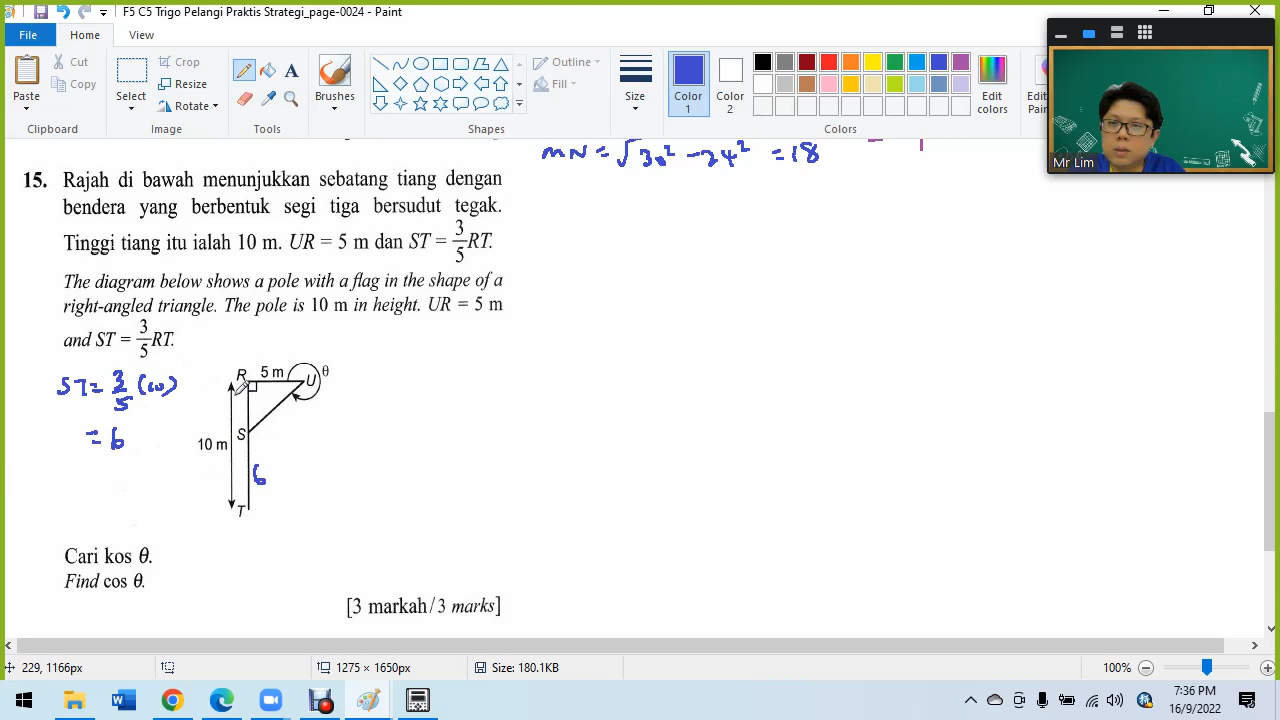 F5 C5 Trigo Pelangi Praktis Strategi_page-0024 - Paint
File Home View
Paste Cut Copy Clipboard
Select Crop Resize Rotate Image
A Tools
Brushes
Outline Fill Shapes
Size
Color 1 Color 2 Edit colors Colors
Mr Lim
MN = √30² - 24² = 18
15. Rajah di bawah menunjukkan sebatang tiang dengan
bendera yang berbentuk segi tiga bersudut tegak.
Tinggi tiang itu ialah 10 m. UR = 5 m dan ST = 3/5 RT.
The diagram below shows a pole with a flag in the shape of a
right-angled triangle. The pole is 10 m in height. UR = 5 m
and ST = 3/5 RT.
ST = 3/5 (10)
= 6
R 5 m U θ
10 m S
6
T
Cari kos θ.
Find cos θ.
[3 markah/3 marks]
229, 1166px 1275 × 1650px Size: 180.1KB 100%
7:36 PM
16/9/2022